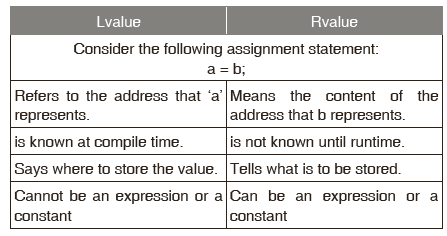 Lvalue Rvalue
Consider the following assignment statement:
a = b;
Refers to the address that ‘a’ Means the content of the
represents. address that b represents.
is known at compile time. is not known until runtime.
Says where to store the value. Tells what is to be stored.
Cannot be an expression or a Can be an expression or a
constant constant